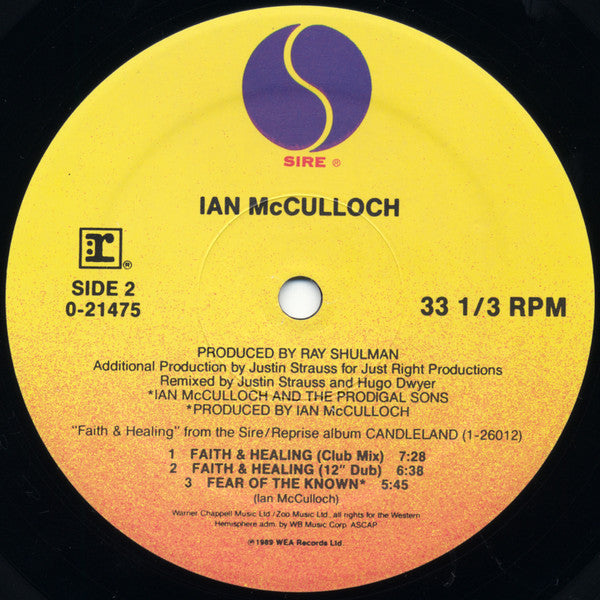 SIRE ®
IAN McCULLOCH
r ®
SIDE 2
0-21475
33 1/3 RPM
PRODUCED BY RAY SHULMAN
Additional Production by Justin Strauss for Just Right Productions
Remixed by Justin Strauss and Hugo Dwyer
*IAN McCULLOCH AND THE PRODIGAL SONS
*PRODUCED BY IAN McCULLOCH
"Faith & Healing" from the Sire/Reprise album CANDLELAND (1-26012)
1 FAITH & HEALING (Club Mix) 7:28
2 FAITH & HEALING (12" Dub) 6:38
3 FEAR OF THE KNOWN* 5:45
(Ian McCulloch)
Warner Chappell Music Ltd./Zoo Music Ltd., all rights for the Western
Hemisphere adm. by WB Music Corp. ASCAP
℗ 1989 WEA Records Ltd.